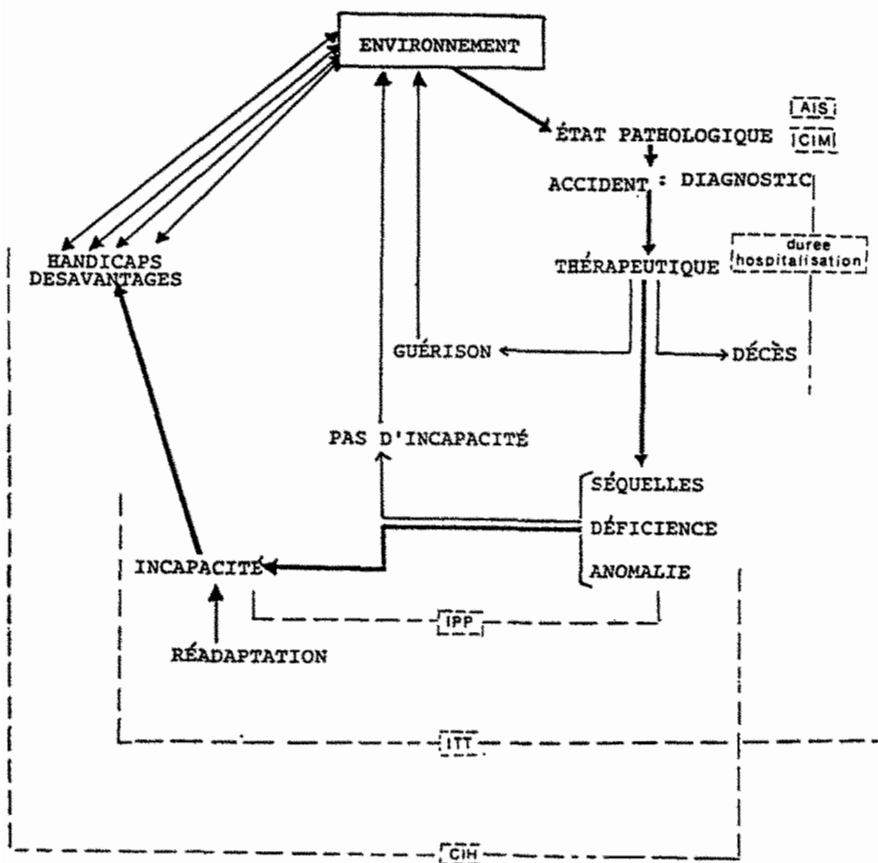 ENVIRONNEMENT
AIS
ÉTAT PATHOLOGIQUE
CIM
ACCIDENT : DIAGNOSTIC
duree
hospitalisation
THÉRAPEUTIQUE
HANDICAPS
DESAVANTAGES
GUÉRISON
DÉCÈS
PAS D'INCAPACITÉ
SÉQUELLES
DÉFICIENCE
ANOMALIE
INCAPACITÉ
IPP
RÉADAPTATION
ITT
CIH